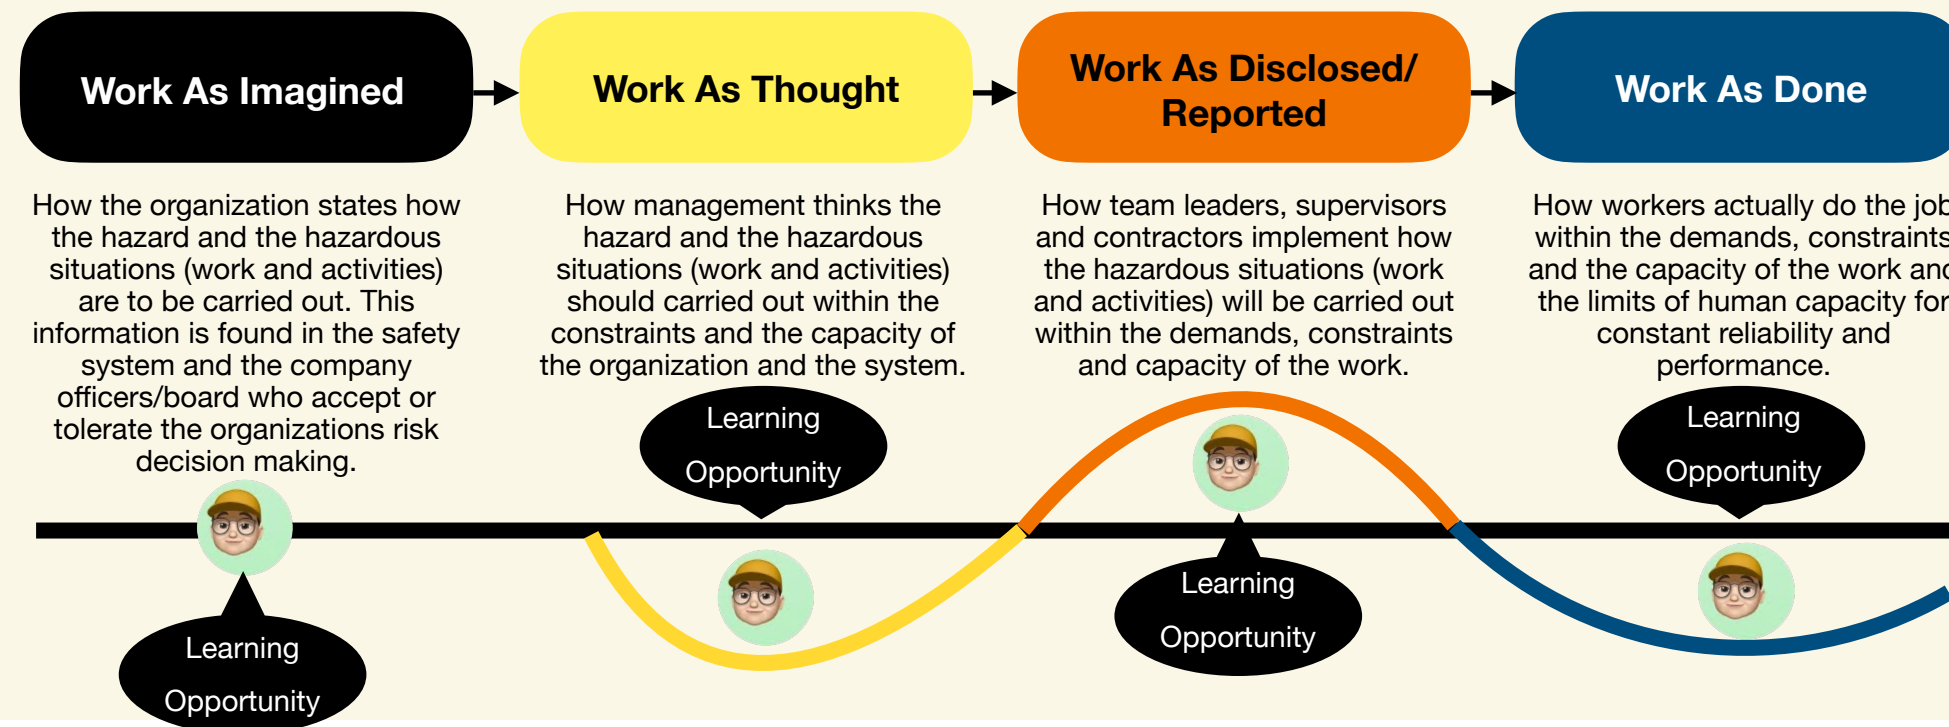 Work As Imagined
Work As Thought
Work As Disclosed/
Reported
Work As Done
How the organization states how
the hazard and the hazardous
situations (work and activities)
are to be carried out. This
information is found in the safety
system and the company
officers/board who accept or
tolerate the organizations risk
decision making.
How management thinks the
hazard and the hazardous
situations (work and activities)
should carried out within the
constraints and the capacity of
the organization and the system.
How team leaders, supervisors
and contractors implement how
the hazardous situations (work
and activities) will be carried out
within the demands, constraints
and capacity of the work.
How workers actually do the job
within the demands, constraints
and the capacity of the work and
the limits of human capacity for
constant reliability and
performance.
Learning
Opportunity
Learning
Opportunity
Learning
Opportunity
Learning
Opportunity